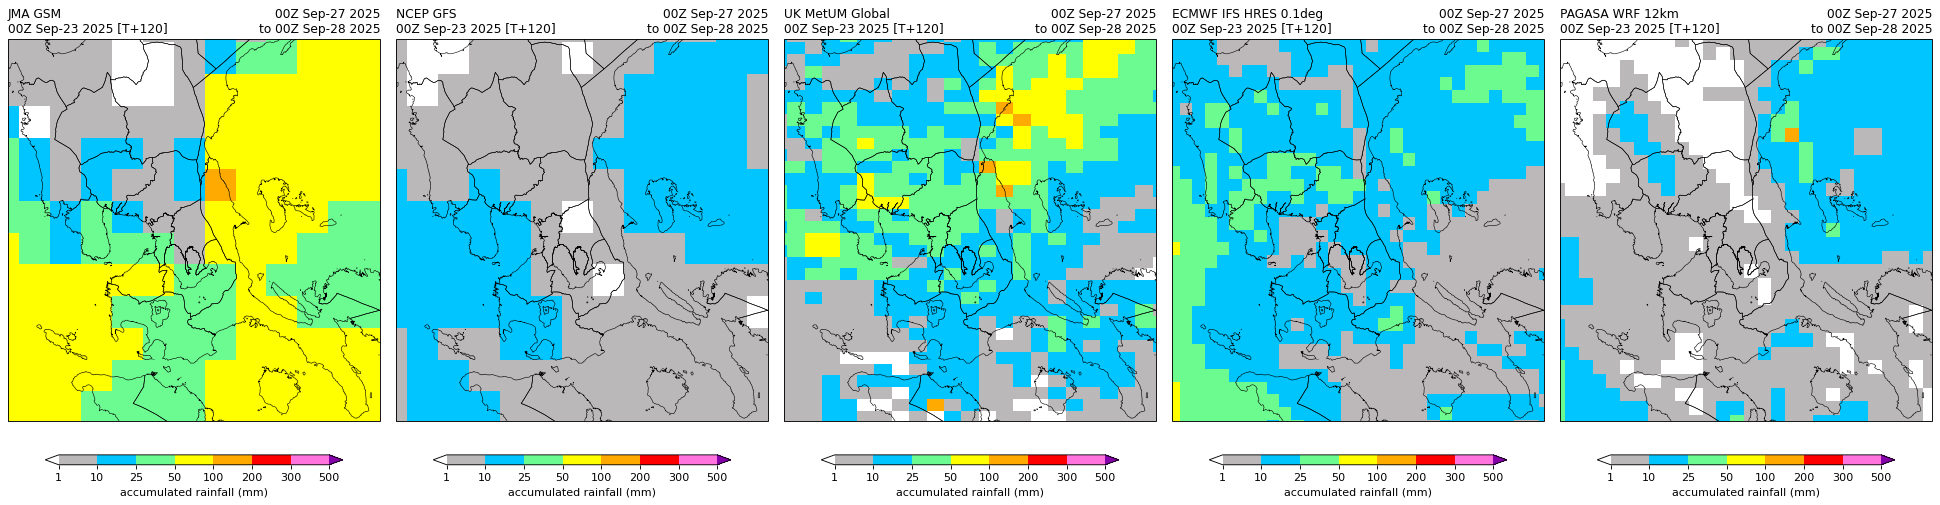 JMA GSM 00Z Sep-27 2025
00Z Sep-23 2025 [T+120] to 00Z Sep-28 2025
1 10 25 50 100 200 300 500
accumulated rainfall (mm)
NCEP GFS 00Z Sep-27 2025
00Z Sep-23 2025 [T+120] to 00Z Sep-28 2025
1 10 25 50 100 200 300 500
accumulated rainfall (mm)
UK MetUM Global 00Z Sep-27 2025
00Z Sep-23 2025 [T+120] to 00Z Sep-28 2025
1 10 25 50 100 200 300 500
accumulated rainfall (mm)
ECMWF IFS HRES 0.1deg 00Z Sep-27 2025
00Z Sep-23 2025 [T+120] to 00Z Sep-28 2025
1 10 25 50 100 200 300 500
accumulated rainfall (mm)
PAGASA WRF 12km 00Z Sep-27 2025
00Z Sep-23 2025 [T+120] to 00Z Sep-28 2025
1 10 25 50 100 200 300 500
accumulated rainfall (mm)